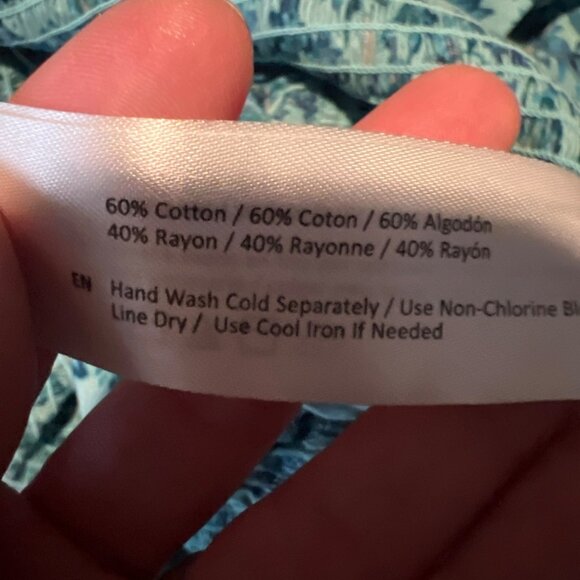 60% Cotton / 60% Coton / 60% Algodón
40% Rayon / 40% Rayonne / 40% Rayón
EN Hand Wash Cold Separately / Use Non-Chlorine
Line Dry / Use Cool Iron If Needed